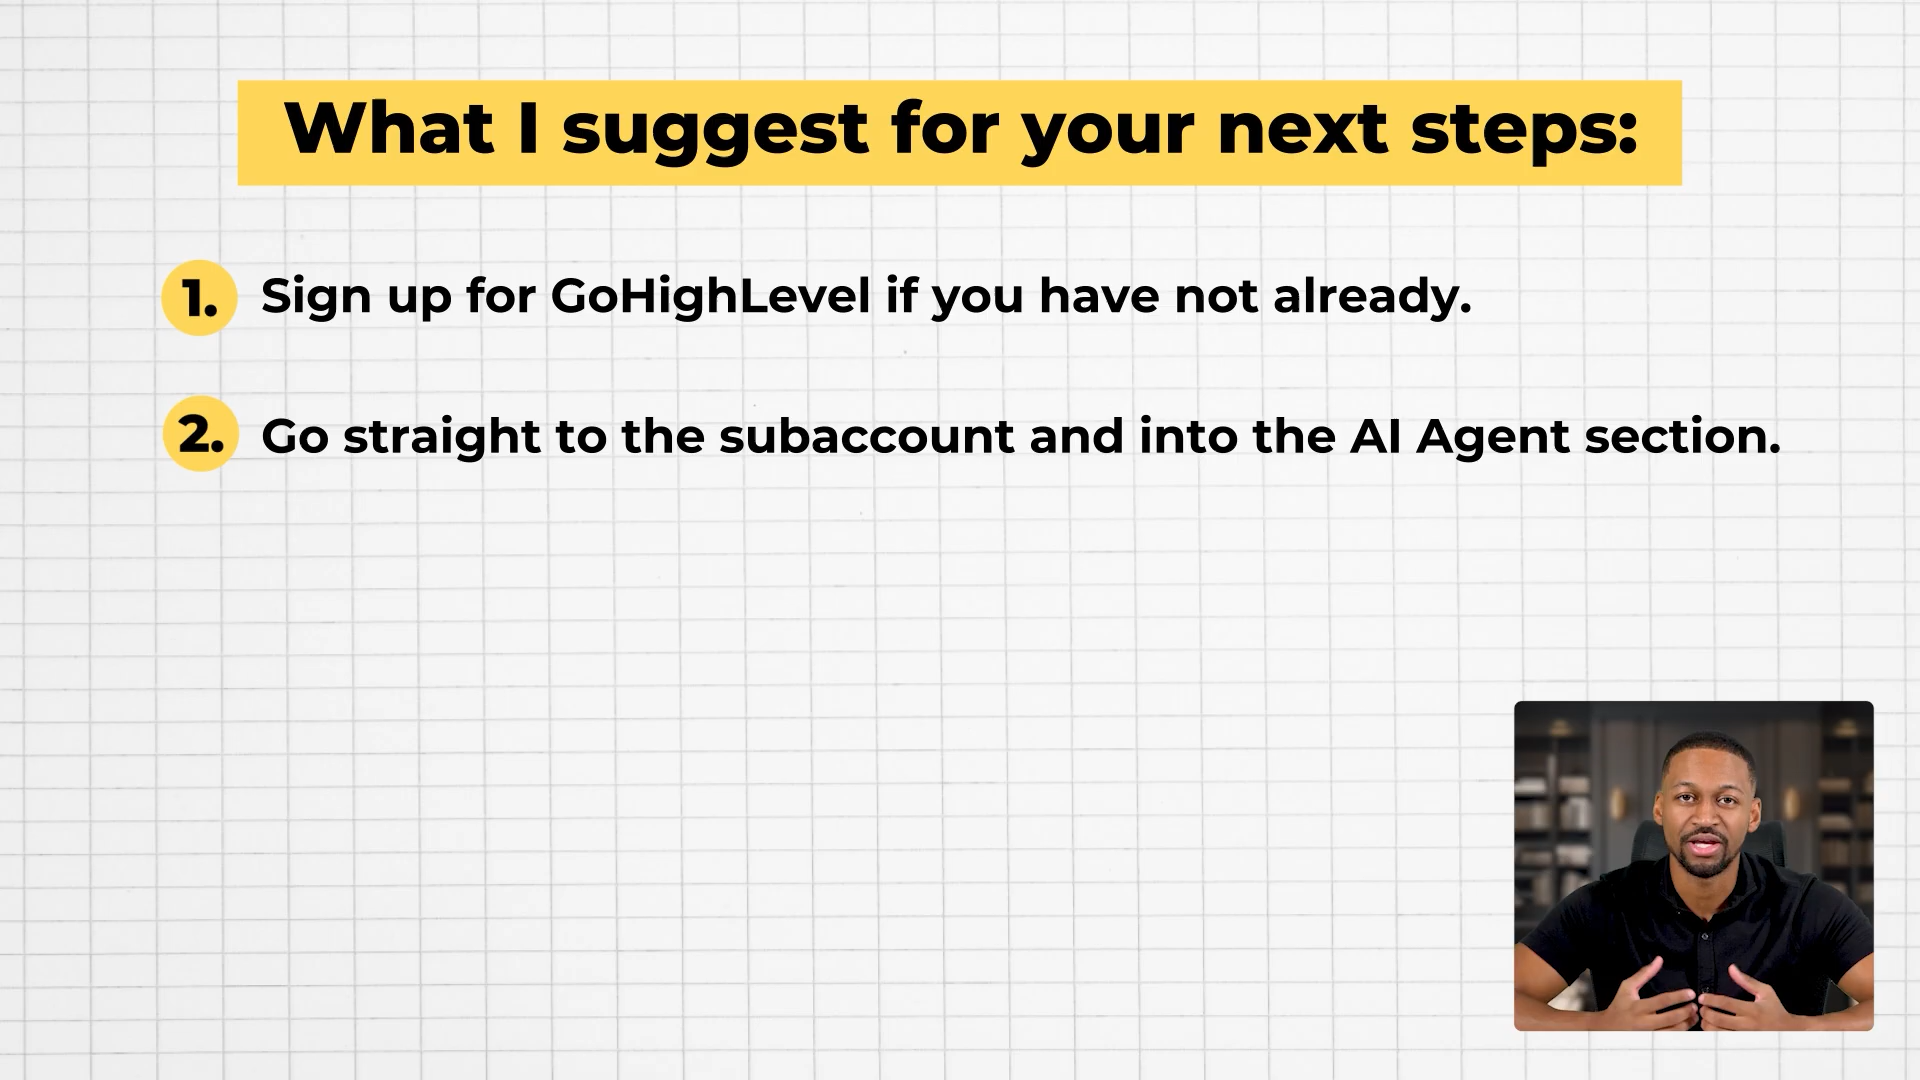 What I suggest for your next steps:
1. Sign up for GoHighLevel if you have not already.
2. Go straight to the subaccount and into the AI Agent section.